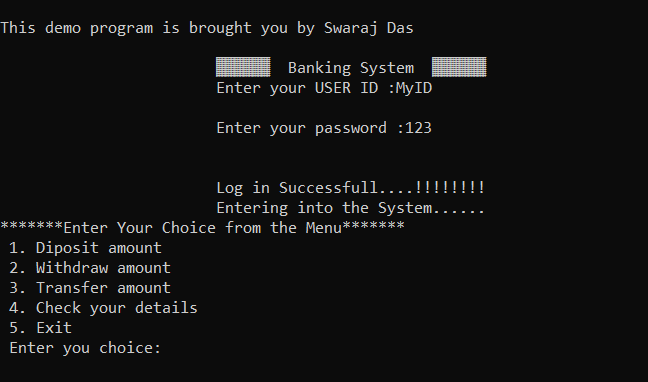 This demo program is brought you by Swaraj Das
▒▒▒▒▒▒ Banking System ▒▒▒▒▒▒
Enter your USER ID :MyID
Enter your password :123
Log in Successfull....!!!!!!!!
Entering into the System......
*******Enter Your Choice from the Menu*******
1. Diposit amount
2. Withdraw amount
3. Transfer amount
4. Check your details
5. Exit
Enter you choice: